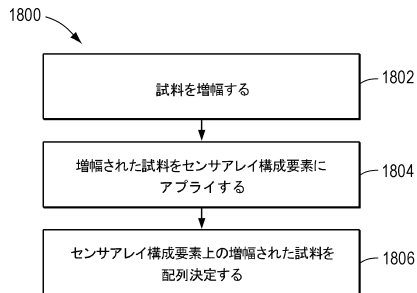 1800
試料を増幅する
1802
増幅された試料をセンサアレイ構成要素に
アプライする
1804
センサアレイ構成要素上の増幅された試料を
配列決定する
1806